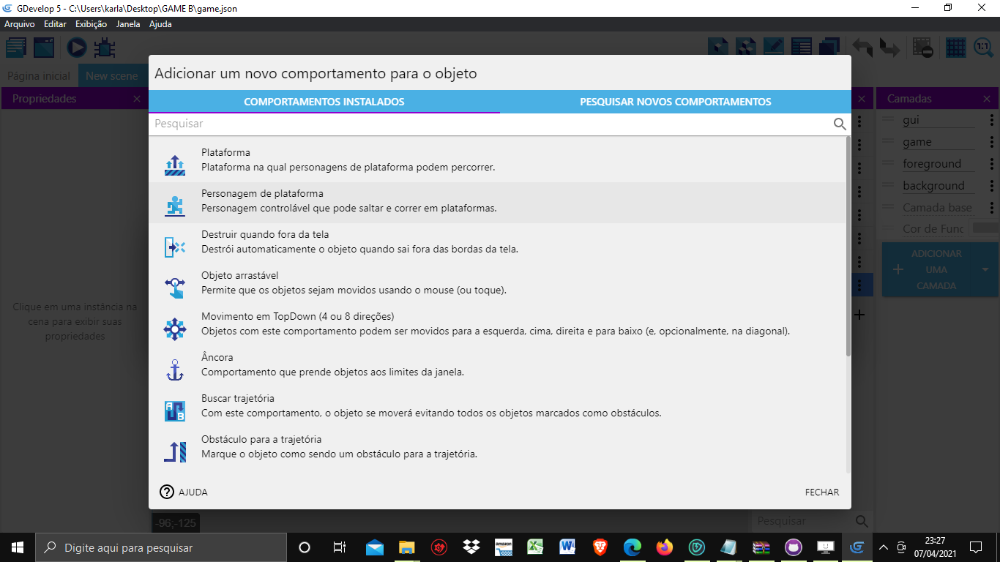 GDevelop 5 - C:\Users\karla\Desktop\GAME B\game.json
Arquivo Editar Exibição Janela Ajuda
1:1
Página inicial New scene
Propriedades
Clique em uma instância na
cena para exibir suas
propriedades
Adicionar um novo comportamento para o objeto
COMPORTAMENTOS INSTALADOS PESQUISAR NOVOS COMPORTAMENTOS
Pesquisar
Plataforma
Plataforma na qual personagens de plataforma podem percorrer.
Personagem de plataforma
Personagem controlável que pode saltar e correr em plataformas.
Destruir quando fora da tela
Destrói automaticamente o objeto quando sai fora das bordas da tela.
Objeto arrastável
Permite que os objetos sejam movidos usando o mouse (ou toque).
Movimento em TopDown (4 ou 8 direções)
Objetos com este comportamento podem ser movidos para a esquerda, cima, direita e para baixo (e, opcionalmente, na diagonal).
Âncora
Comportamento que prende objetos aos limites da janela.
A B
Buscar trajetória
Com este comportamento, o objeto se moverá evitando todos os objetos marcados como obstáculos.
Obstáculo para a trajetória
Marque o objeto como sendo um obstáculo para a trajetória.
AJUDA FECHAR
Camadas
gui
game
foreground
background
Camada base
Cor de Func
ADICIONAR
UMA
CAMADA
-96;-125
Pesquisar
Digite aqui para pesquisar
amazon
23:27
07/04/2021